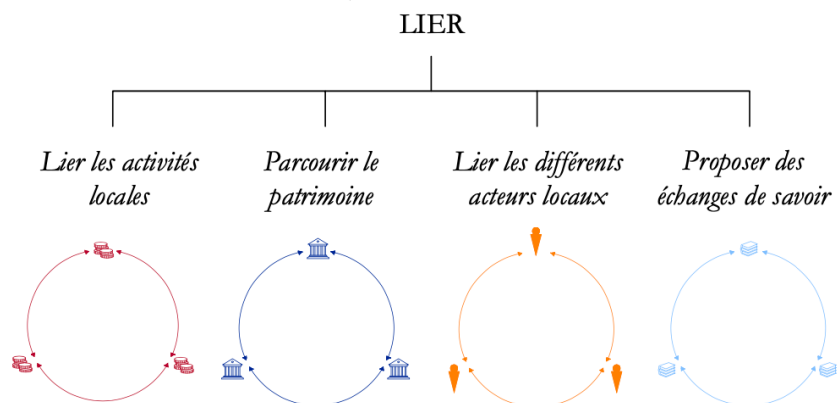 LIER
Lier les activités
locales
Parcourir le
patrimoine
Lier les différents
acteurs locaux
Proposer des
échanges de savoir